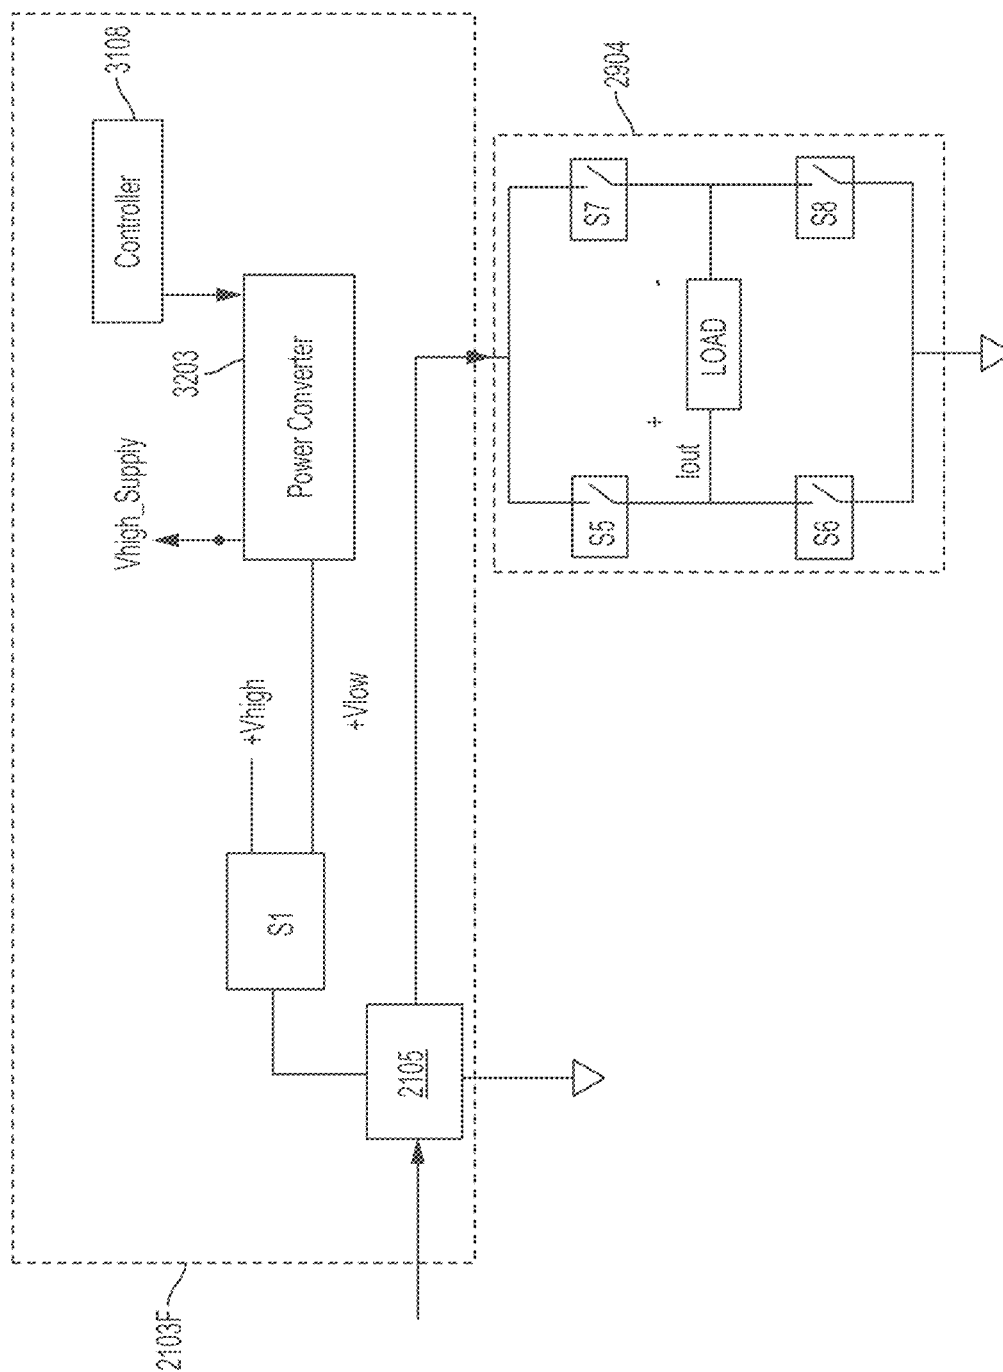 2103F
2105
S1
+Vhigh
+Vlow
Vhigh_Supply
3203
Power Converter
Controller
3108
2904
S5
S7
Iout
+
-
LOAD
S6
S8